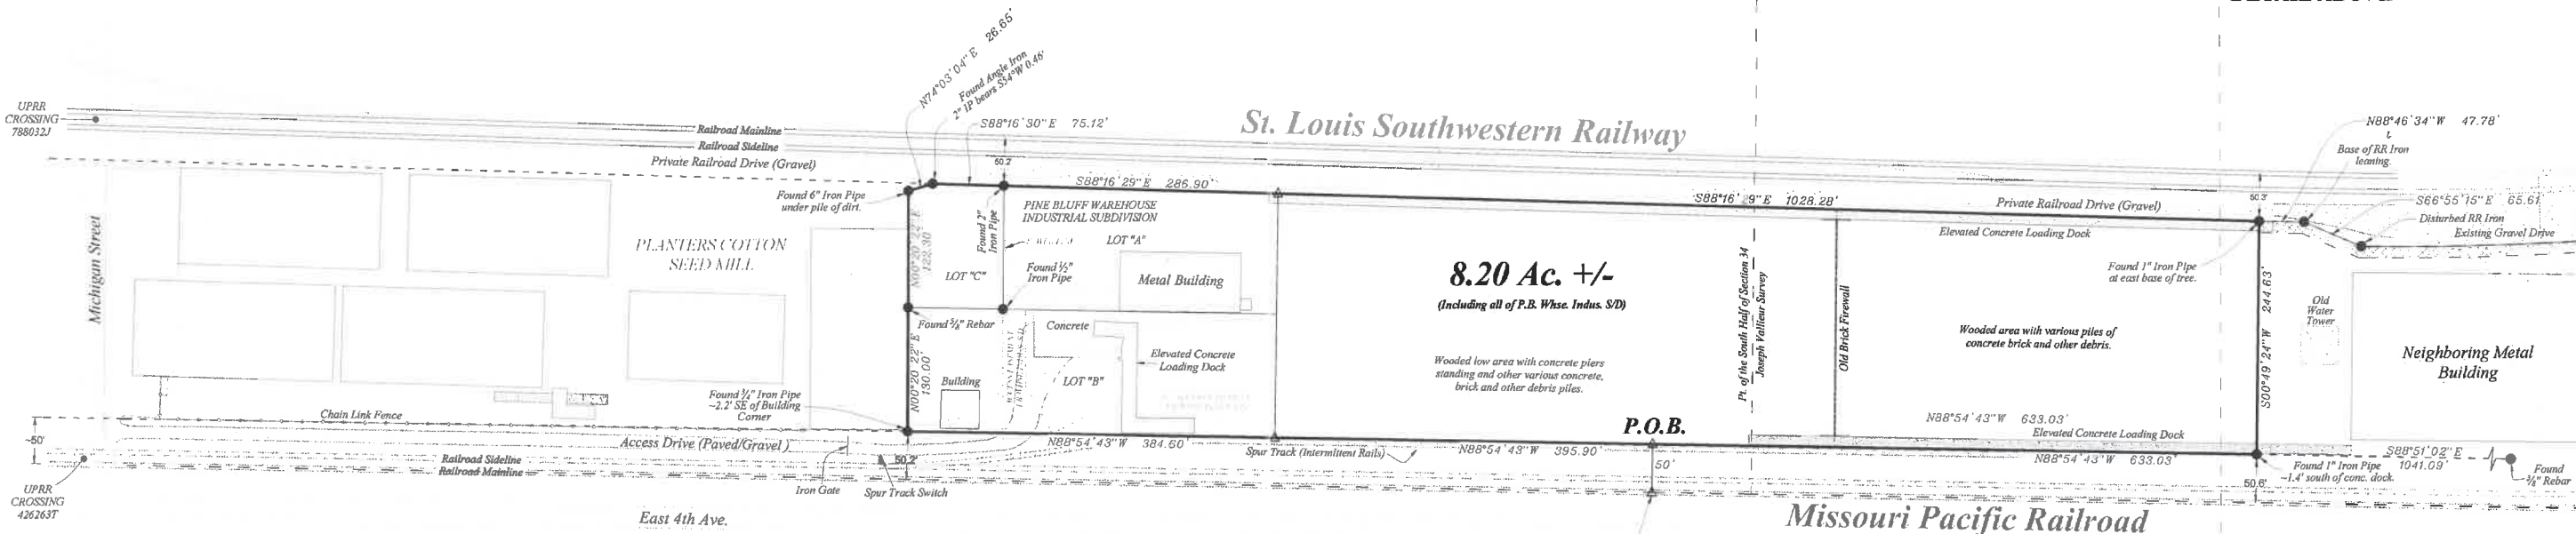 UPRR
CROSSING
788032J
Railroad Mainline
Railroad Sideline
Private Railroad Drive (Gravel)
N74°03'04"E 26.65'
Found Angle Iron
2" IP bears S54°W 0.46'
S88°16'30"E 75.12'
50.2'
St. Louis Southwestern Railway
N88°46'34"W 47.78'
Base of RR Iron
leaning.
S66°55'15"E 65.61'
Disturbed RR Iron
Existing Gravel Drive
50.3'
Found 6" Iron Pipe
under pile of dirt.
S88°16'29"E 286.90'
S88°16'29"E 1028.28'
Private Railroad Drive (Gravel)
Elevated Concrete Loading Dock
Michigan Street
PLANTERS COTTON
SEED MILL
N00°20'22"E
122.30'
Found 2"
Iron Pipe
PINE BLUFF WAREHOUSE
INDUSTRIAL SUBDIVISION
LOT "A"
LOT "C"
Found ½"
Iron Pipe
Metal Building
8.20 Ac. +/-
(Including all of P.B. Whse. Indus. S/D)
Pt. of the South Half of Section 34
Joseph Vallieur Survey
Old Brick Firewall
Found 1" Iron Pipe
at east base of tree.
S00°49'24"W 244.63'
Old
Water
Tower
Wooded area with various piles of
concrete brick and other debris.
Neighboring Metal
Building
Found ⅝" Rebar
Concrete
N00°20'22"E
130.00'
Elevated Concrete
Loading Dock
Building
LOT "B"
Wooded low area with concrete piers
standing and other various concrete,
brick and other debris piles.
Found ¾" Iron Pipe
~2.2' SE of Building
Corner
Chain Link Fence
~50'
Access Drive (Paved/Gravel)
Railroad Sideline
Railroad Mainline
50.2'
N88°54'43"W 384.60'
Spur Track (Intermittent Rails)
N88°54'43"W 395.90'
P.O.B.
50'
N88°54'43"W 633.03'
Elevated Concrete Loading Dock
N88°54'43"W 633.03'
50.6'
Found 1" Iron Pipe
~1.4' south of conc. dock.
S88°51'02"E
1041.09'
Found
⅝" Rebar
UPRR
CROSSING
426263T
Iron Gate
Spur Track Switch
East 4th Ave.
Missouri Pacific Railroad